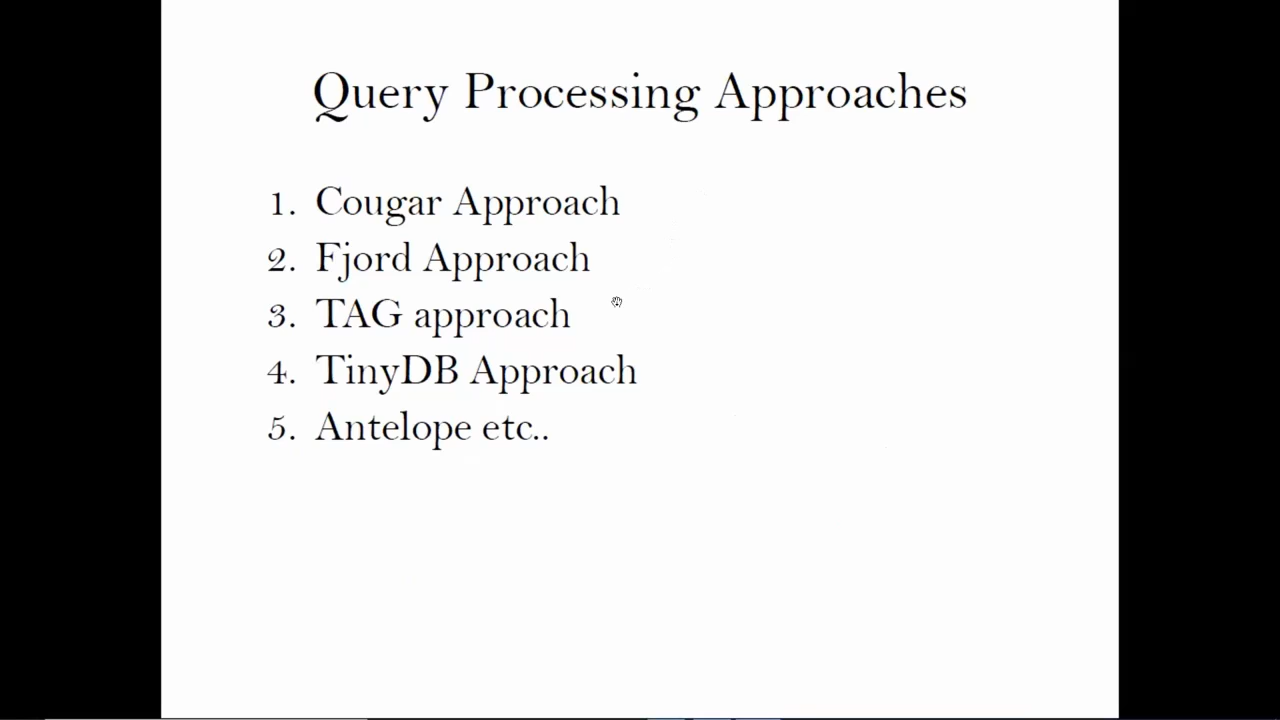 Query Processing Approaches
1. Cougar Approach
2. Fjord Approach
3. TAG approach
4. TinyDB Approach
5. Antelope etc..